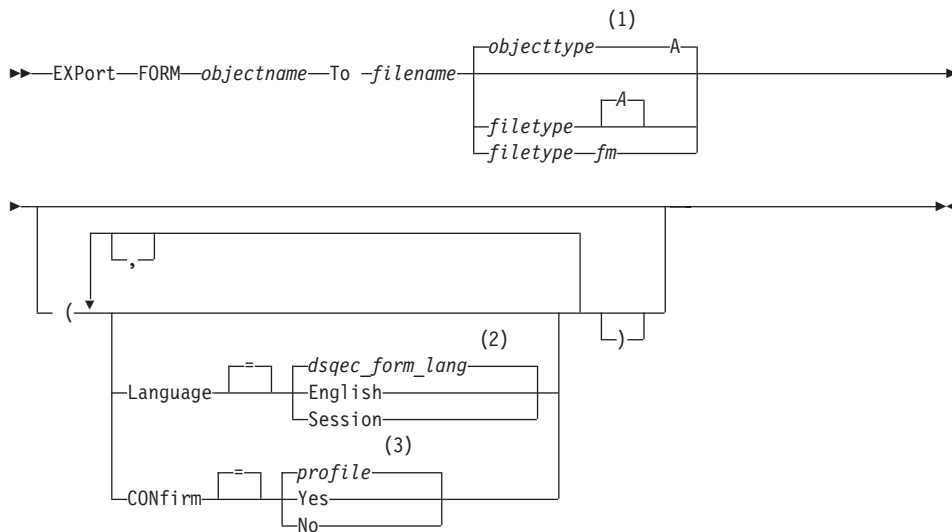 (1)
objecttype A
EXPort FORM objectname To filename
A
filetype
filetype fm
,
(
)
(2)
= dsqec_form_lang
Language English
Session
(3)
= profile
CONfirm Yes
No